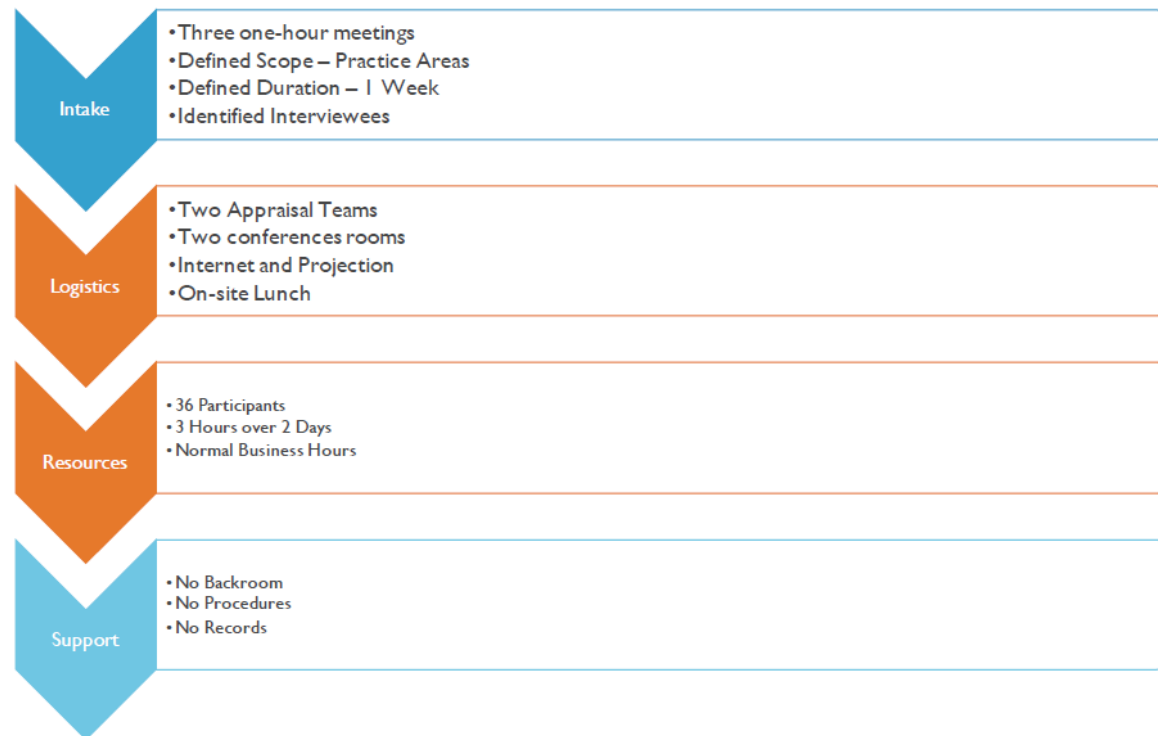 Intake
•Three one-hour meetings
•Defined Scope – Practice Areas
•Defined Duration – 1 Week
•Identified Interviewees
Logistics
•Two Appraisal Teams
•Two conferences rooms
•Internet and Projection
•On-site Lunch
Resources
•36 Participants
•3 Hours over 2 Days
•Normal Business Hours
Support
•No Backroom
•No Procedures
•No Records